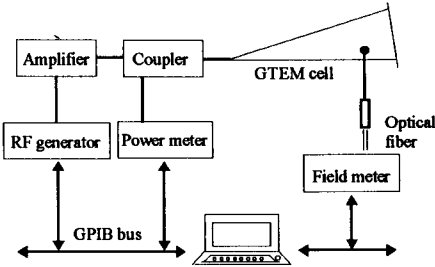 Amplifier
Coupler
GTEM cell
Optical
fiber
RF generator
Power meter
Field meter
GPIB bus